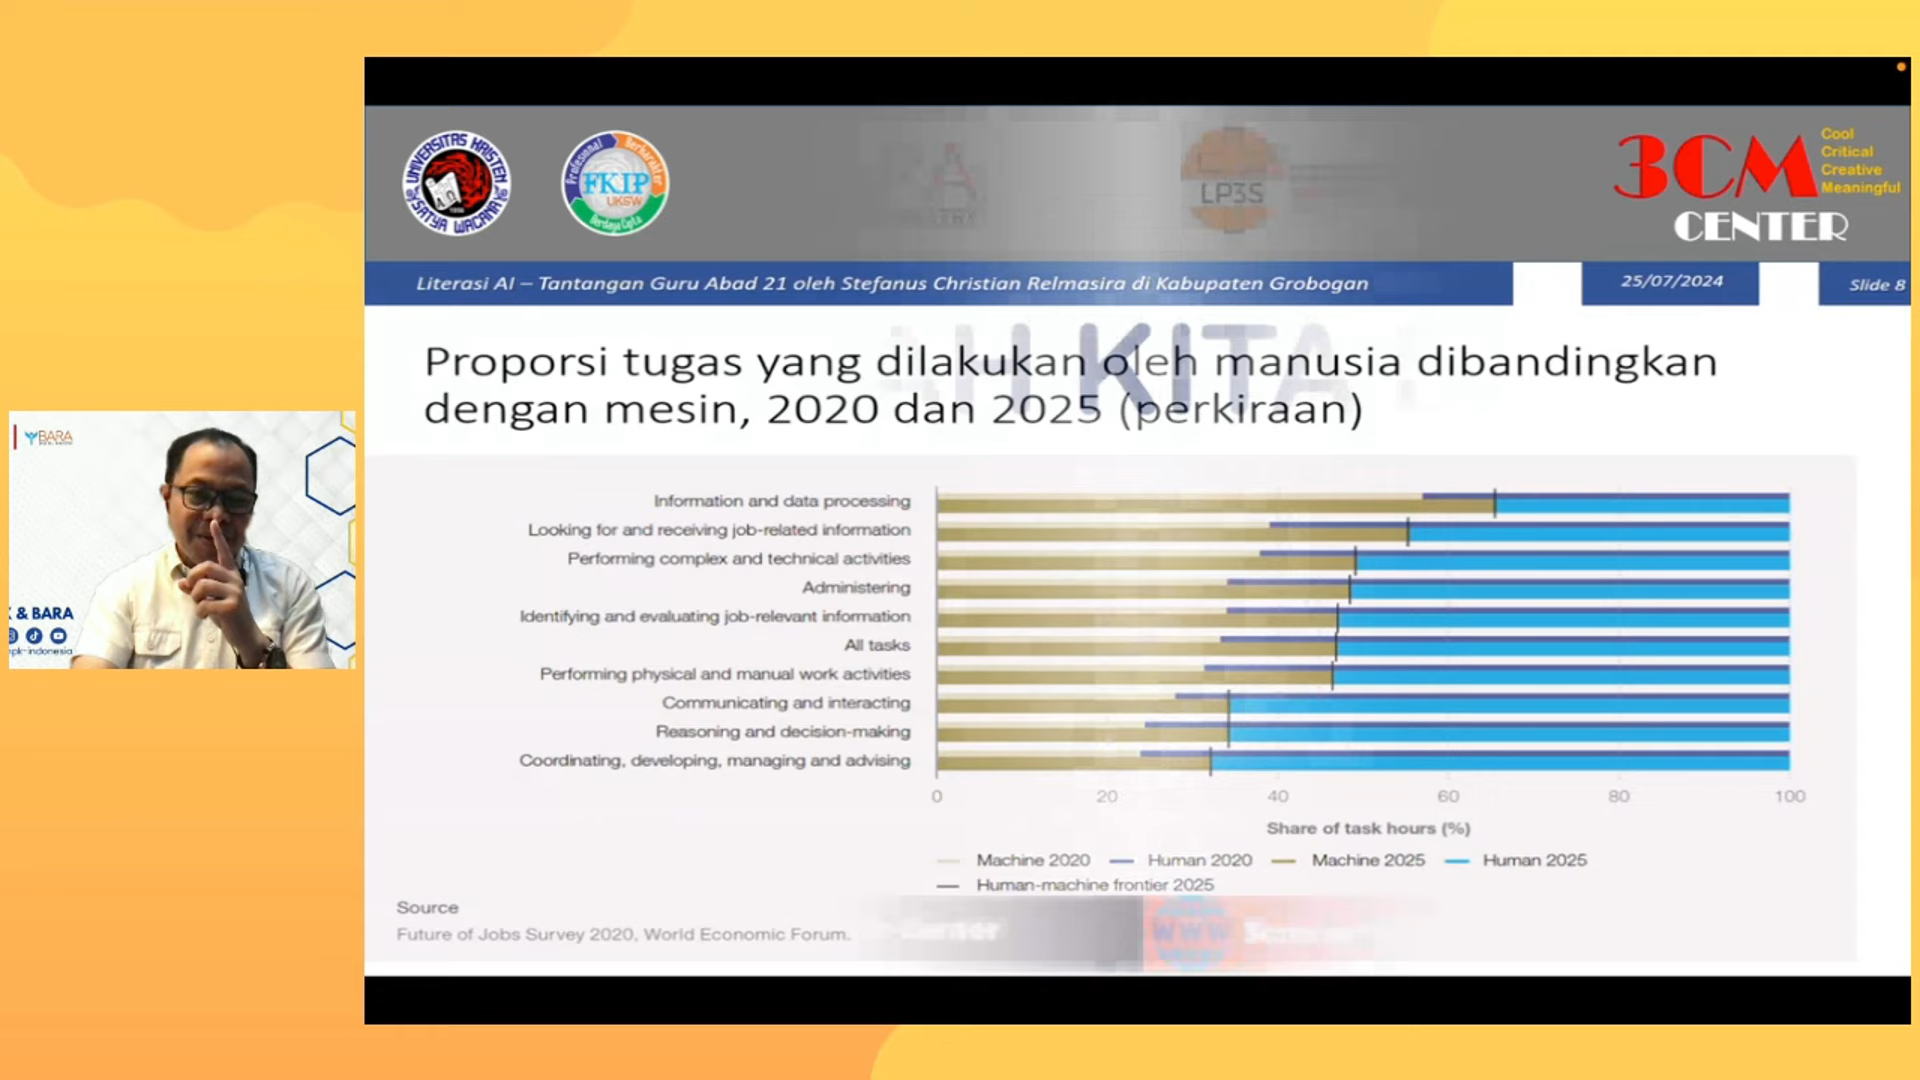 UNIVERSITAS KRISTEN
SATYA WACANA
Profesional Berkarakter
FKIP
UKSW
Berdaya Cipta
LP3S
3CM
CENTER
Cool
Critical
Creative
Meaningful
Literasi AI – Tantangan Guru Abad 21 oleh Stefanus Christian Relmasira di Kabupaten Grobogan
25/07/2024
Slide 8
KITA
Proporsi tugas yang dilakukan oleh manusia dibandingkan
dengan mesin, 2020 dan 2025 (perkiraan)
BARA
& BARA
Information and data processing
Looking for and receiving job-related information
Performing complex and technical activities
Administering
Identifying and evaluating job-relevant information
All tasks
Performing physical and manual work activities
Communicating and interacting
Reasoning and decision-making
Coordinating, developing, managing and advising
0 20 40 60 80 100
Share of task hours (%)
Machine 2020 Human 2020 Machine 2025 Human 2025
Human-machine frontier 2025
Source
Future of Jobs Survey 2020, World Economic Forum.
WWW